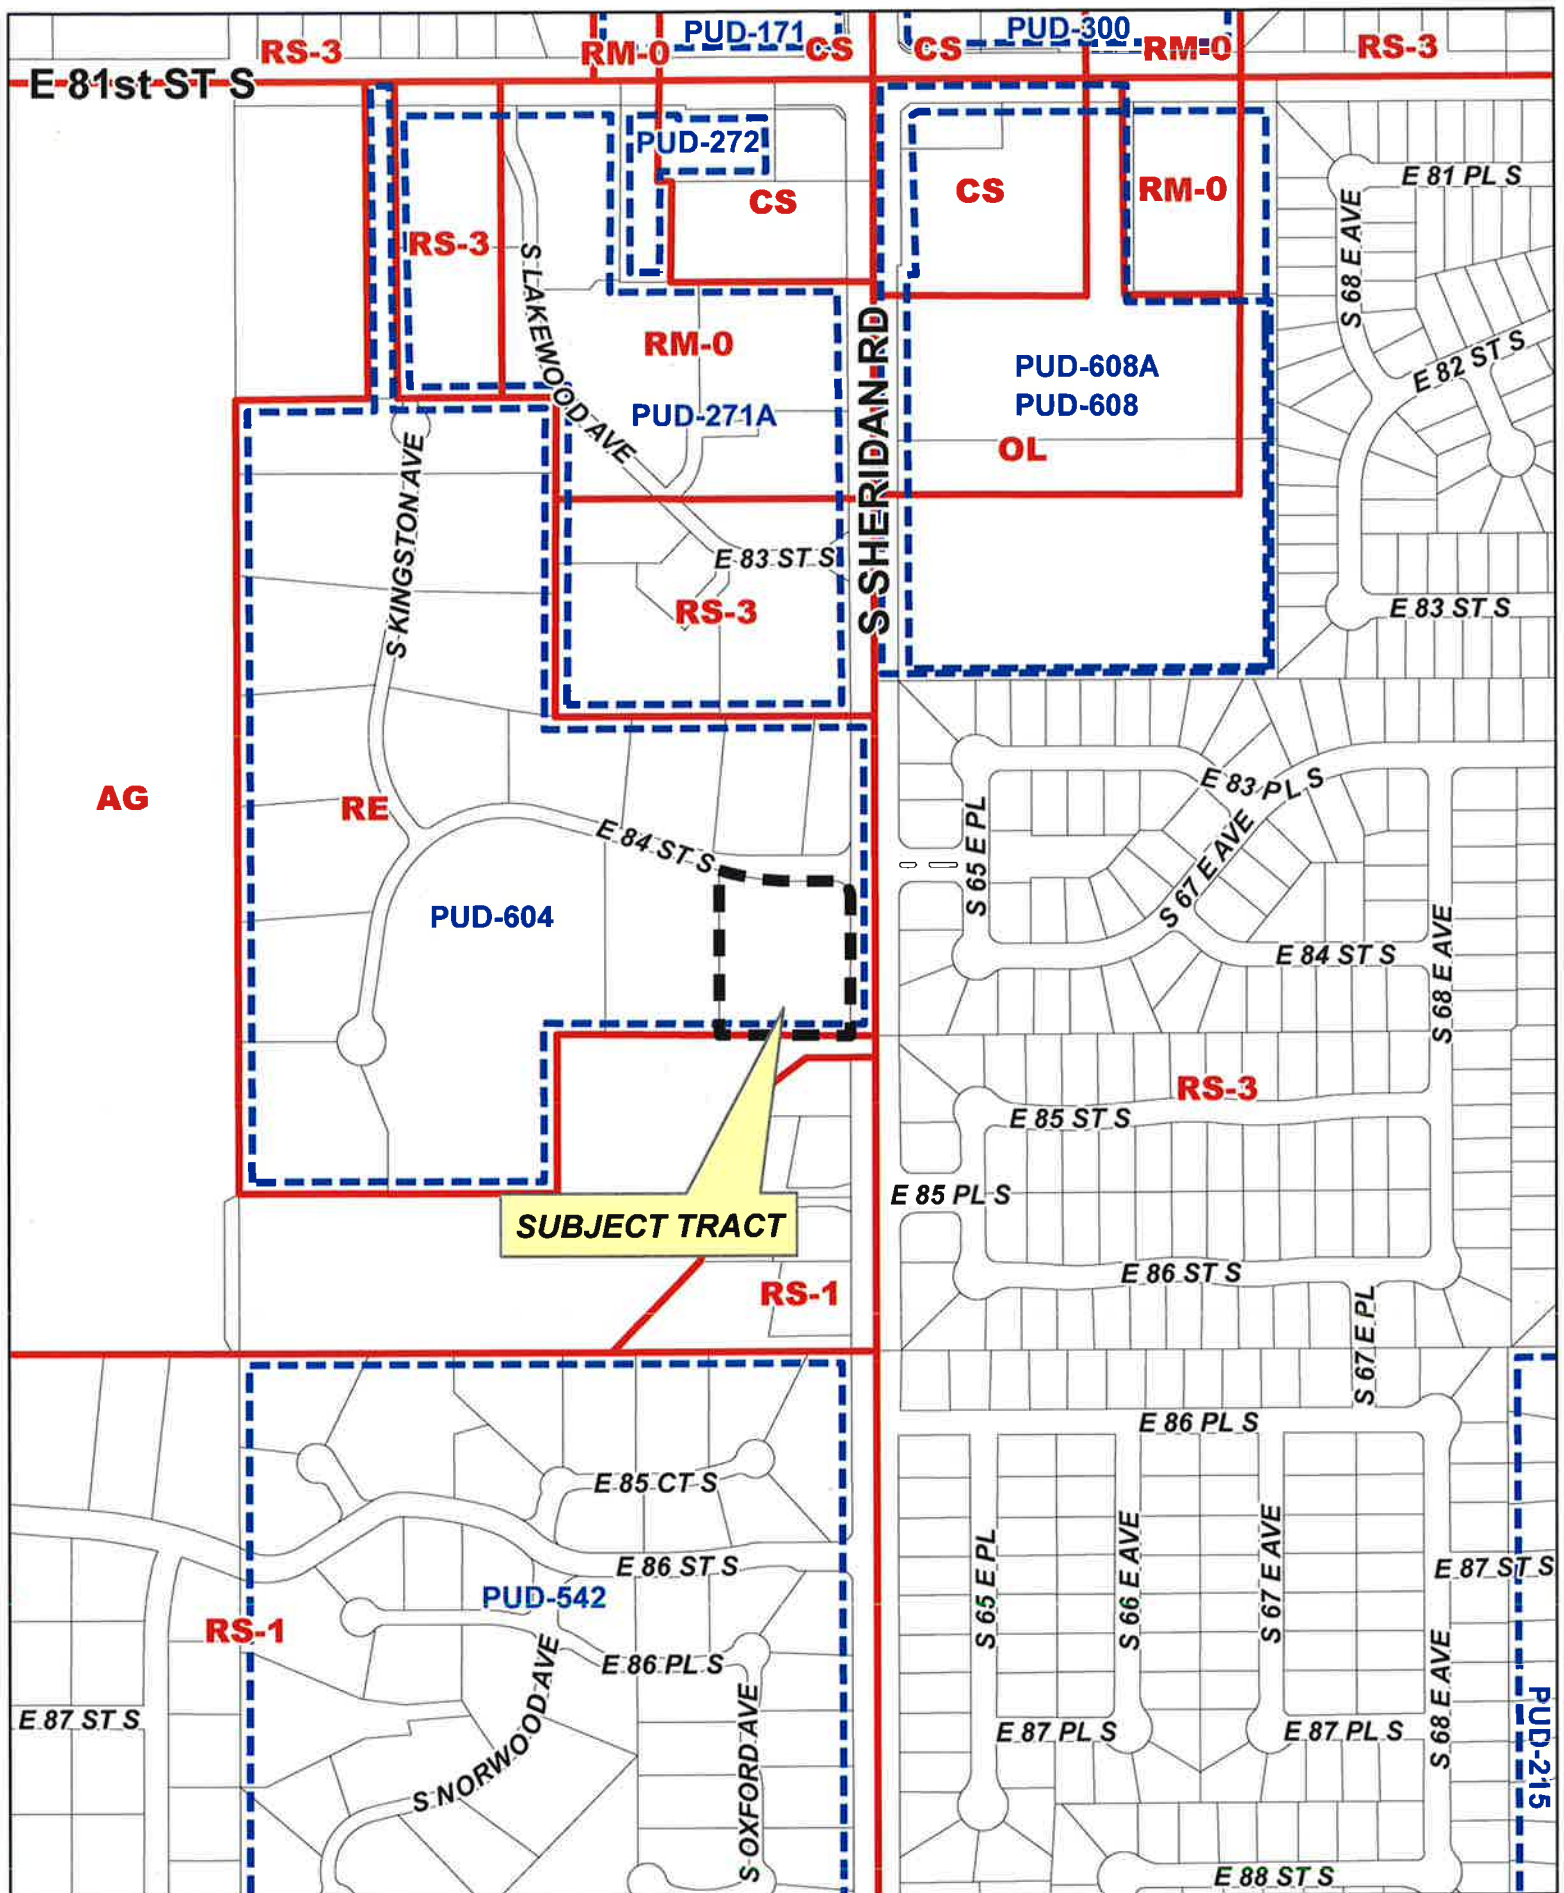 PUD-171
PUD-300
RS-3
RM-0
CS
CS
RM-0
RS-3
E 81st ST S
PUD-272
E 81 PL S
CS
CS
RM-0
RS-3
S 68 E AVE
S LAKEWOOD AVE
RM-0
E 82 ST S
PUD-608A
PUD-608
PUD-271A
OL
S SHERIDAN RD
S KINGSTON AVE
E 83 ST S
RS-3
E 83 ST S
E 83 PL S
AG
RE
E 84 ST S
S 65 E PL
S 67 E AVE
PUD-604
E 84 ST S
S 68 E AVE
RS-3
E 85 ST S
E 85 PL S
SUBJECT TRACT
E 86 ST S
RS-1
S 67 E PL
E 86 PL S
E 85 CT S
E 86 ST S
E 87 ST S
PUD-542
S 65 E PL
S 66 E AVE
S 67 E AVE
RS-1
E 86 PL S
S NORWOOD AVE
S OXFORD AVE
S 68 E AVE
E 87 ST S
E 87 PL S
E 87 PL S
PUD-215
E 88 ST S